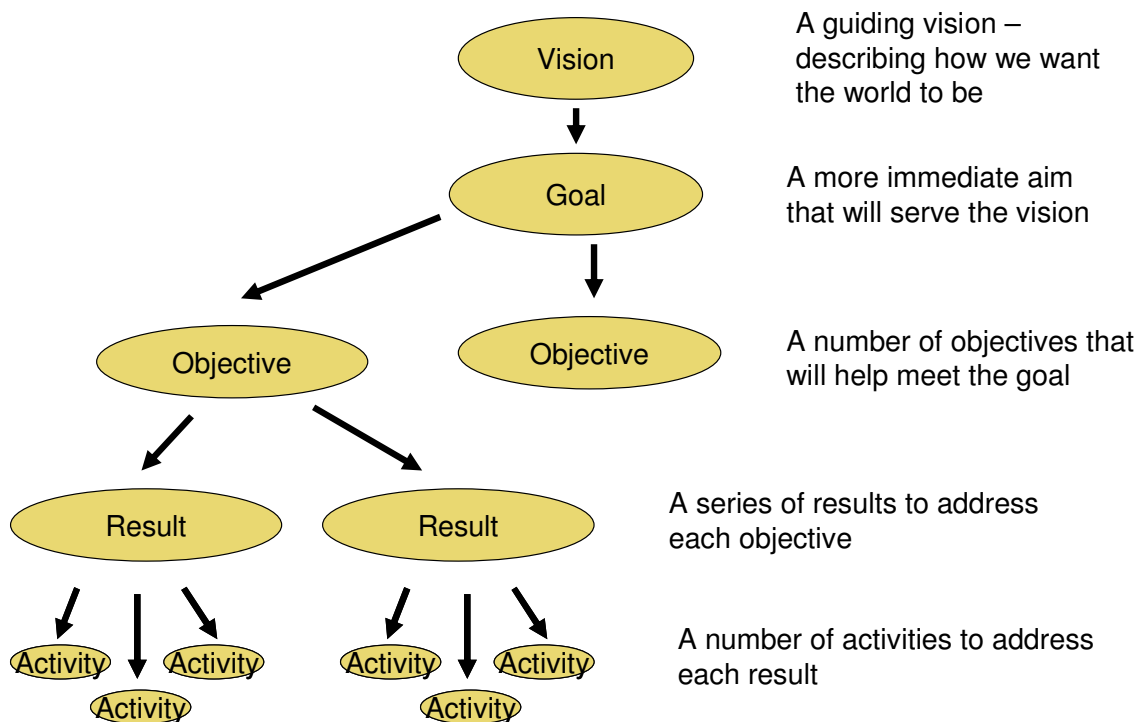 Vision
A guiding vision –
describing how we want
the world to be
Goal
A more immediate aim
that will serve the vision
Objective
Objective
A number of objectives that
will help meet the goal
Result
Result
A series of results to address
each objective
Activity
Activity
Activity
Activity
Activity
Activity
A number of activities to address
each result